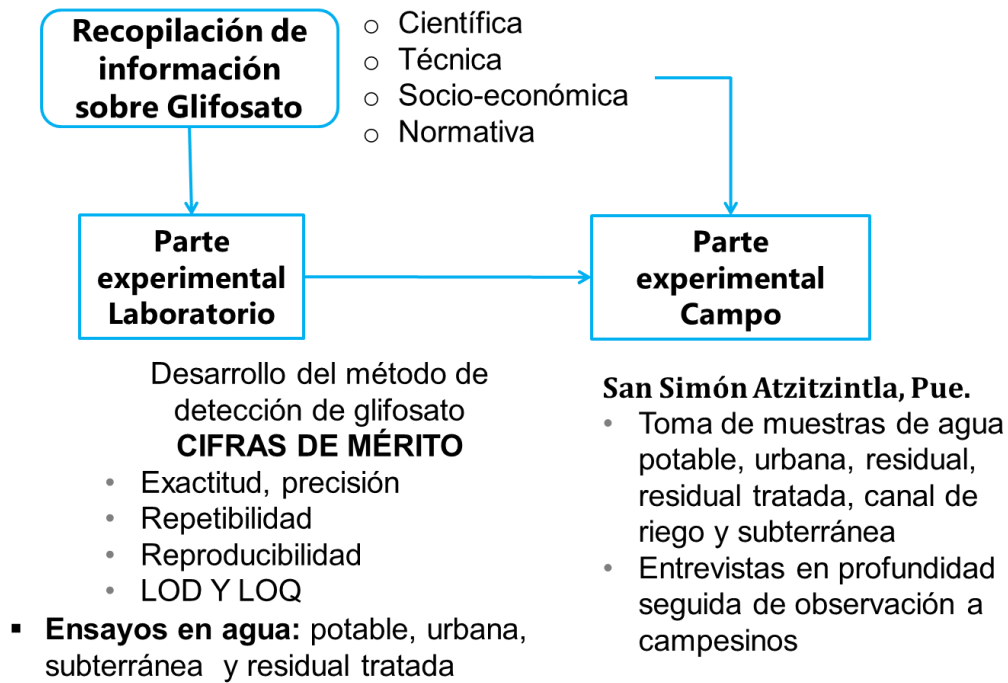 Recopilación de
información
sobre Glifosato
o Científica
o Técnica
o Socio-económica
o Normativa
Parte
experimental
Laboratorio
Parte
experimental
Campo
Desarrollo del método de
detección de glifosato
CIFRAS DE MÉRITO
• Exactitud, precisión
• Repetibilidad
• Reproducibilidad
• LOD Y LOQ
▪ Ensayos en agua: potable, urbana,
subterránea y residual tratada
San Simón Atzitzintla, Pue.
• Toma de muestras de agua
potable, urbana, residual,
residual tratada, canal de
riego y subterránea
• Entrevistas en profundidad
seguida de observación a
campesinos